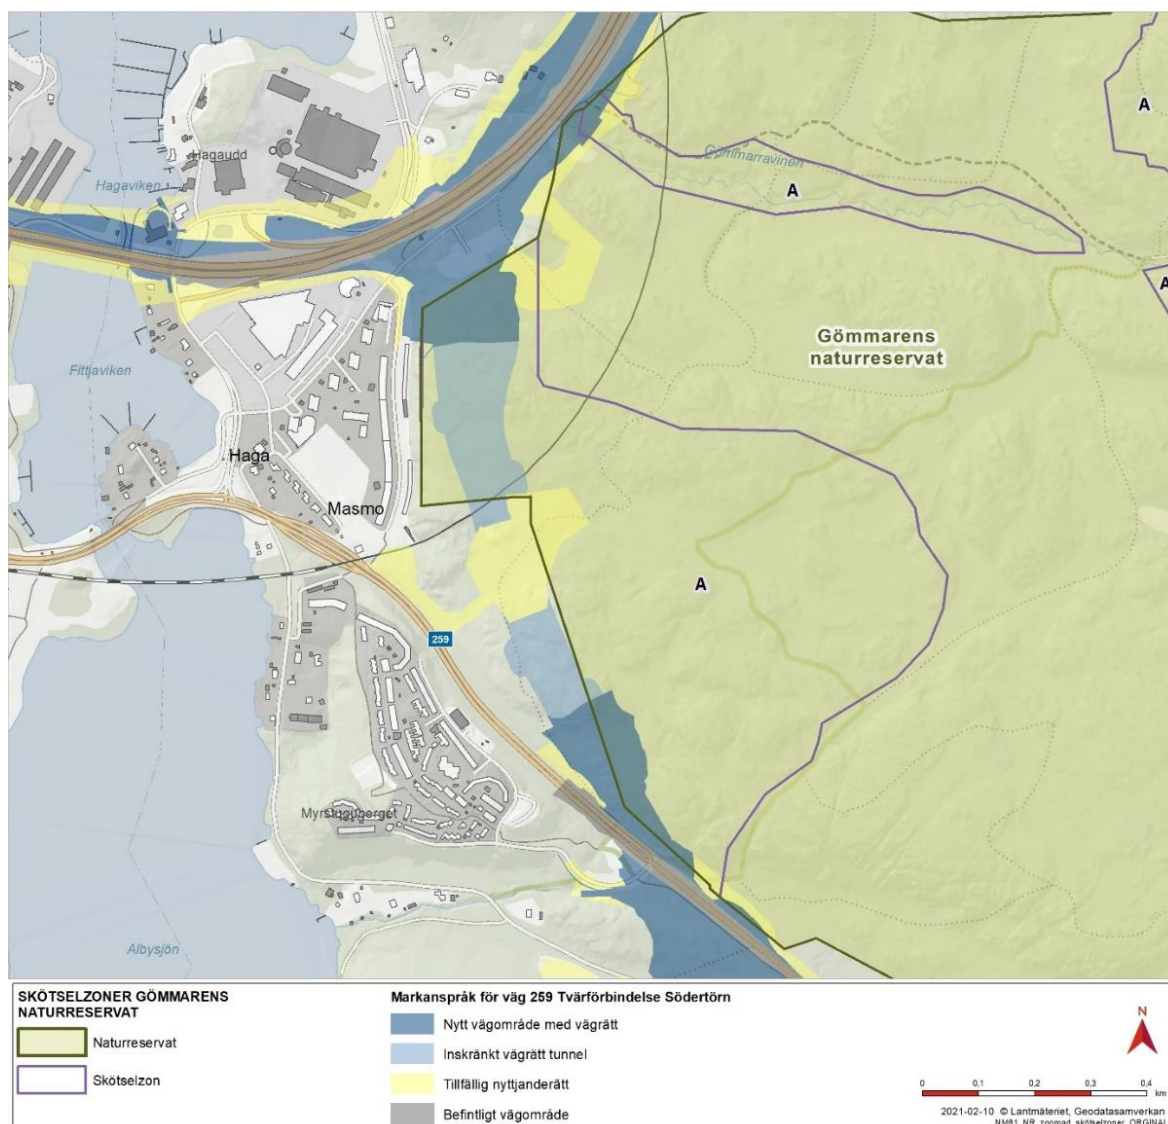 A
Hagaudd
Gömmarravinen
A
Hagaviken
A
Gömmarens
naturreservat
Fittjaviken
Haga
Masmo
A
259
Myrstuguberget
Albysjön
SKÖTSELZONER GÖMMARENS
NATURRESERVAT
Naturreservat
Skötselzon
Markanspråk för väg 259 Tvärförbindelse Södertörn
Nytt vägområde med vägrätt
Inskränkt vägrätt tunnel
Tillfällig nyttjanderätt
Befintligt vägområde
N
0 0,1 0,2 0,3 0,4
km
2021-02-10 © Lantmäteriet, Geodatasamverkan
NM81_NR_zoomad_skötselzoner_ORGINAL